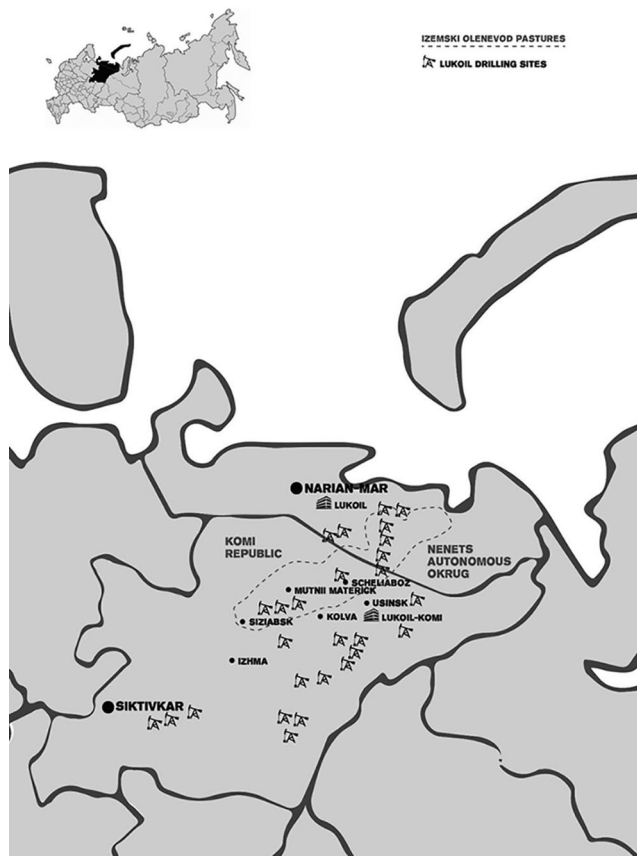 IZEMSKI OLENEVOD PASTURES
LUKOIL DRILLING SITES
NARIAN-MAR
LUKOIL
KOMI
REPUBLIC
NENETS
AUTONOMOUS
OKRUG
SCHELIABOZ
MUTNII MATERICK
USINSK
SIZIABSK
KOLVA
LUKOIL-KOMI
IZHMA
SIKTIVKAR